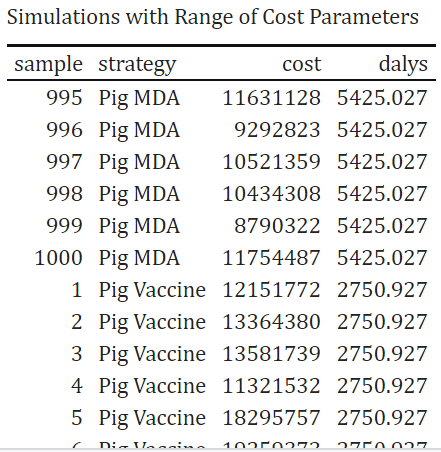 Simulations with Range of Cost Parameters
sample strategy cost dalys
995 Pig MDA 11631128 5425.027
996 Pig MDA 9292823 5425.027
997 Pig MDA 10521359 5425.027
998 Pig MDA 10434308 5425.027
999 Pig MDA 8790322 5425.027
1000 Pig MDA 11754487 5425.027
1 Pig Vaccine 12151772 2750.927
2 Pig Vaccine 13364380 2750.927
3 Pig Vaccine 13581739 2750.927
4 Pig Vaccine 11321532 2750.927
5 Pig Vaccine 18295757 2750.927